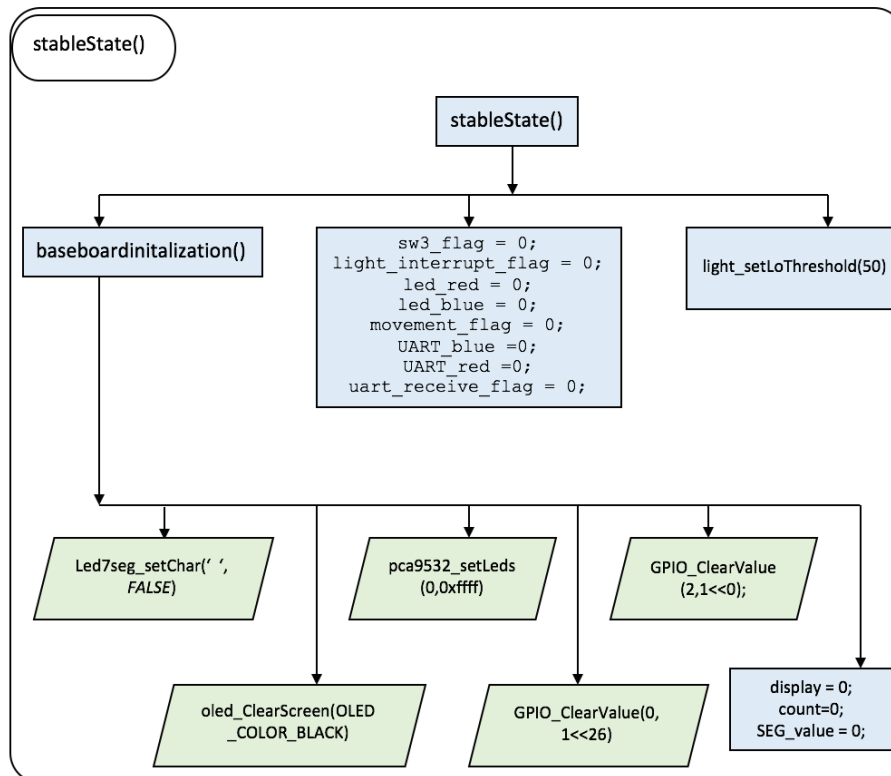 stableState()
stableState()
baseboardinitalization()
sw3_flag = 0;
light_interrupt_flag = 0;
led_red = 0;
led_blue = 0;
movement_flag = 0;
UART_blue =0;
UART_red =0;
uart_receive_flag = 0;
light_setLoThreshold(50)
Led7seg_setChar(‘ ‘,
FALSE)
pca9532_setLeds
(0,0xffff)
GPIO_ClearValue
(2,1<<0);
oled_ClearScreen(OLED
_COLOR_BLACK)
GPIO_ClearValue(0,
1<<26)
display = 0;
count=0;
SEG_value = 0;